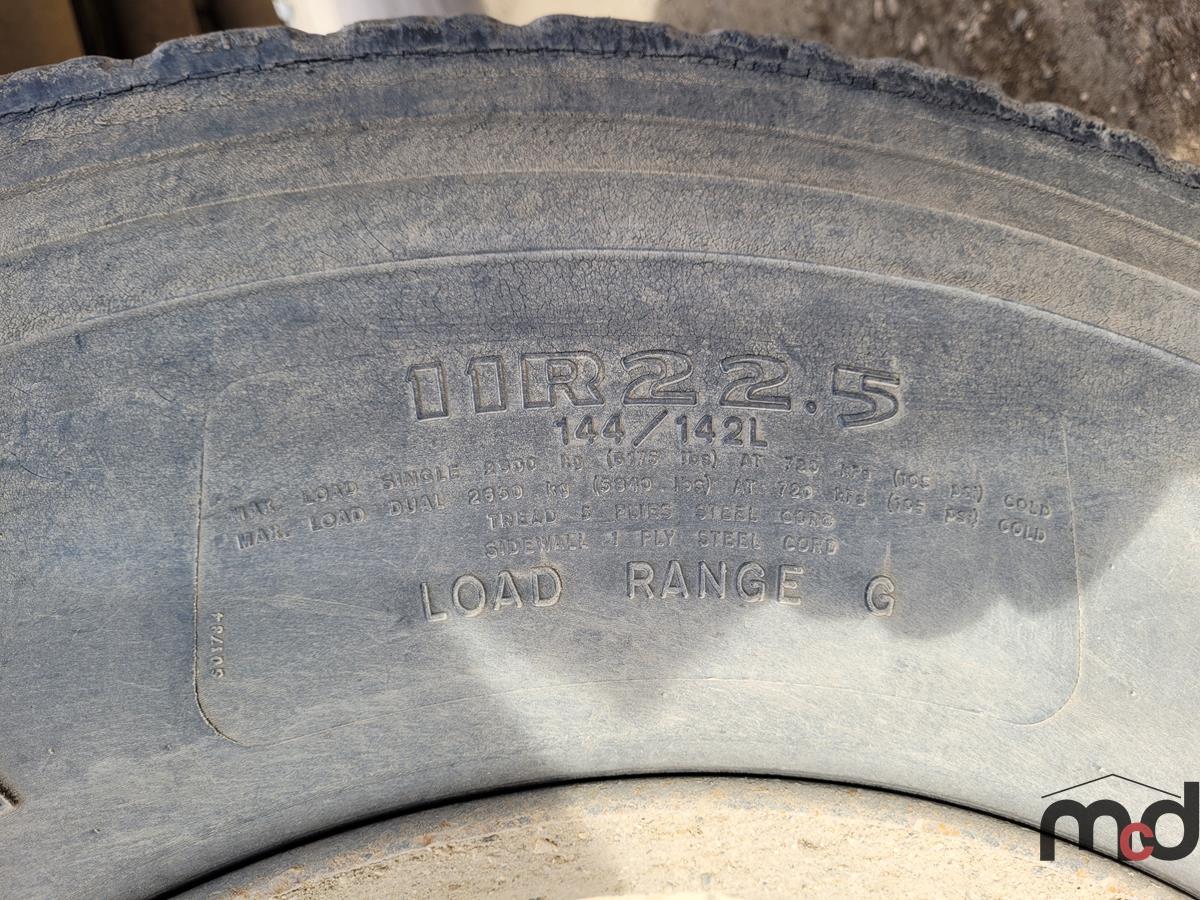 11R22.5
144/142L
MAX. LOAD SINGLE 2800 kg (6175 lbs) AT 720 kPa (105 psi) COLD
MAX. LOAD DUAL 2650 kg (5840 lbs) AT 720 kPa (105 psi) COLD
TREAD 5 PLIES STEEL CORD
SIDEWALL 1 PLY STEEL CORD
LOAD RANGE G
601784
mcd